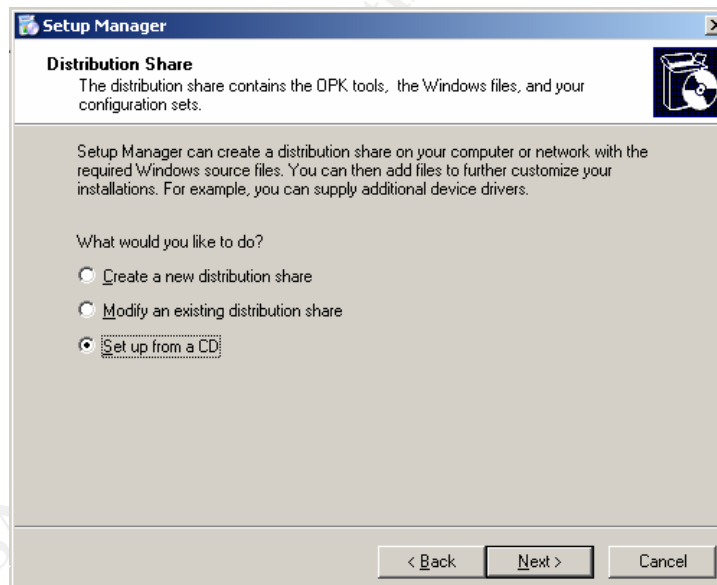 Setup Manager
Distribution Share
The distribution share contains the OPK tools, the Windows files, and your
configuration sets.
Setup Manager can create a distribution share on your computer or network with the
required Windows source files. You can then add files to further customize your
installations. For example, you can supply additional device drivers.
What would you like to do?
Create a new distribution share
Modify an existing distribution share
Set up from a CD
< Back
Next >
Cancel